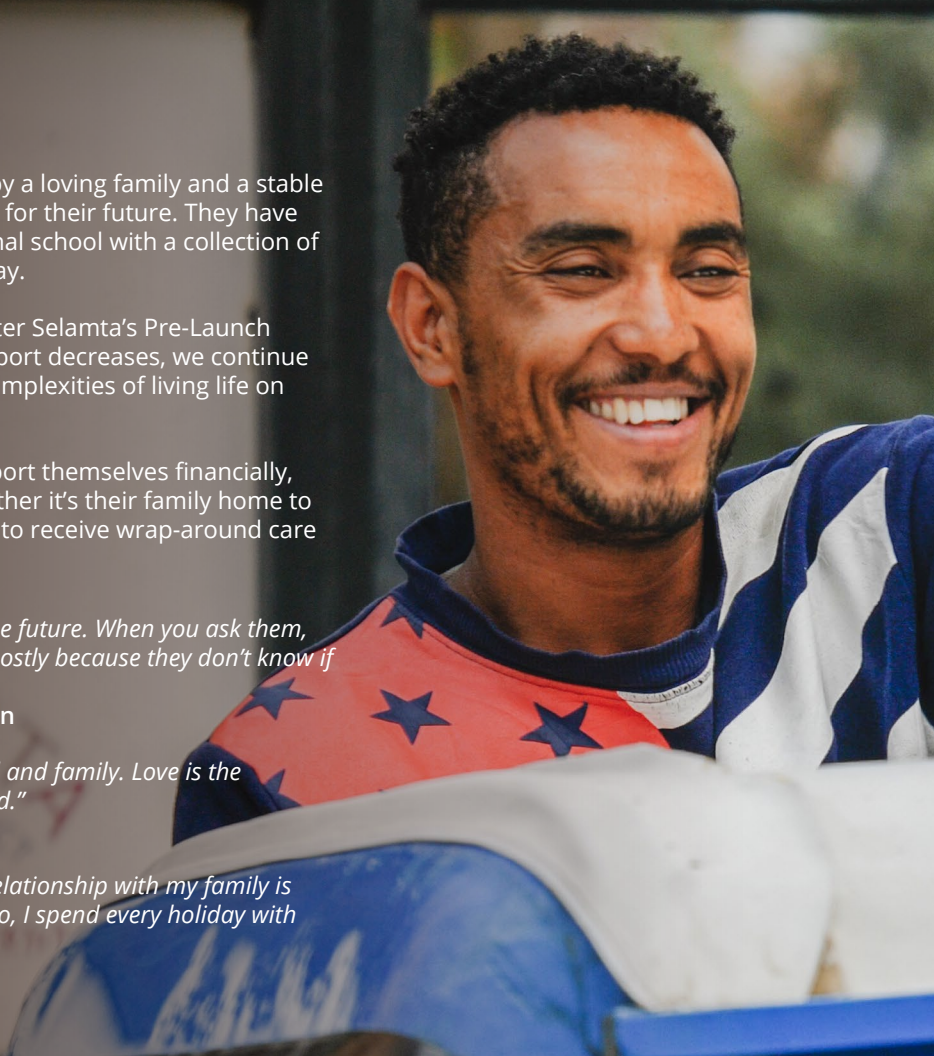 y a loving family and a stable
for their future. They have
nal school with a collection of
ay.
ter Selamta’s Pre-Launch
port decreases, we continue
mplexities of living life on
port themselves financially,
ther it’s their family home to
to receive wrap-around care
e future. When you ask them,
ostly because they don’t know if
n
and family. Love is the
d.”
elationship with my family is
o, I spend every holiday with